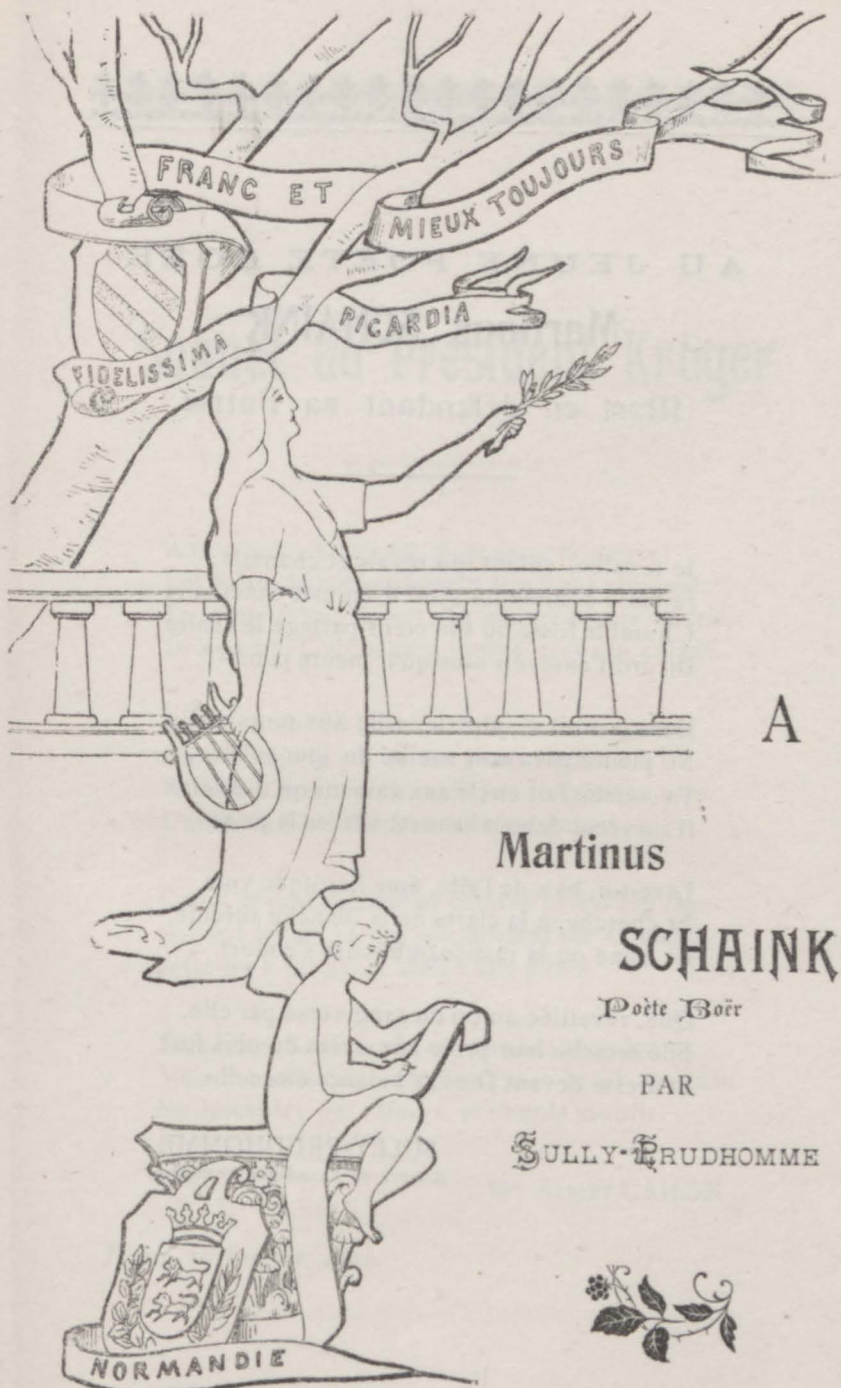 FRANC ET
MIEUX TOUJOURS
FIDELISSIMA
PICARDIA
A
Martinus
SCHAINK
Poète Boër
PAR
SULLY-PRUDHOMME
NORMANDIE